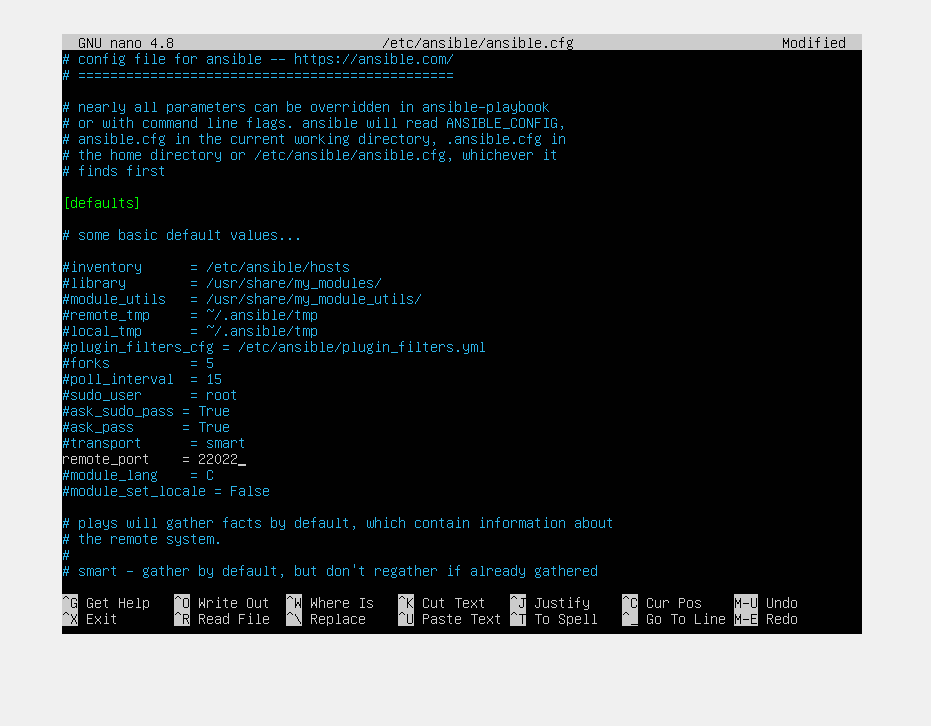 GNU nano 4.8 /etc/ansible/ansible.cfg Modified
# config file for ansible -- https://ansible.com/
# ===============================================

# nearly all parameters can be overridden in ansible-playbook
# or with command line flags. ansible will read ANSIBLE_CONFIG,
# ansible.cfg in the current working directory, .ansible.cfg in
# the home directory or /etc/ansible/ansible.cfg, whichever it
# finds first

[defaults]

# some basic default values...

#inventory      = /etc/ansible/hosts
#library        = /usr/share/my_modules/
#module_utils   = /usr/share/my_module_utils/
#remote_tmp     = ~/.ansible/tmp
#local_tmp      = ~/.ansible/tmp
#plugin_filters_cfg = /etc/ansible/plugin_filters.yml
#forks          = 5
#poll_interval  = 15
#sudo_user      = root
#ask_sudo_pass = True
#ask_pass      = True
#transport      = smart
remote_port    = 22022_
#module_lang    = C
#module_set_locale = False

# plays will gather facts by default, which contain information about
# the remote system.
#
# smart - gather by default, but don't regather if already gathered

^G Get Help ^O Write Out ^W Where Is ^K Cut Text ^J Justify ^C Cur Pos M-U Undo
^X Exit ^R Read File ^\ Replace ^U Paste Text ^T To Spell ^_ Go To Line M-E Redo